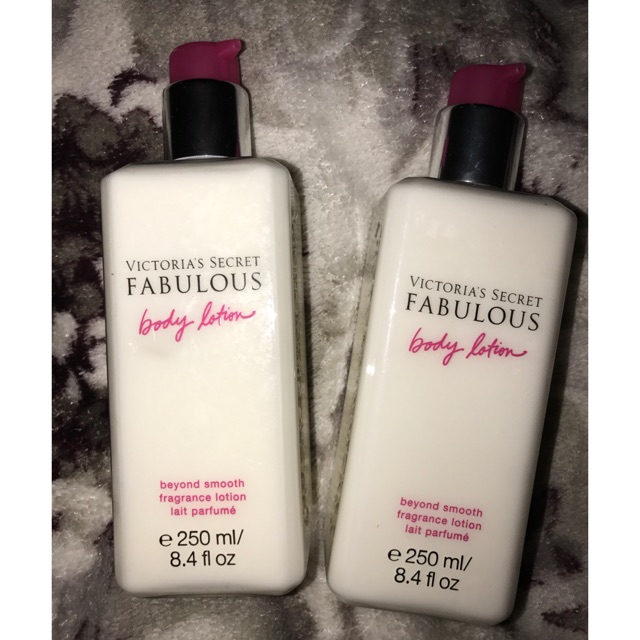 VICTORIA'S SECRET
FABULOUS
body lotion
beyond smooth
fragrance lotion
lait parfumé
℮ 250 ml/
8.4 fl oz
VICTORIA'S SECRET
FABULOUS
body lotion
beyond smooth
fragrance lotion
lait parfumé
℮ 250 ml/
8.4 fl oz